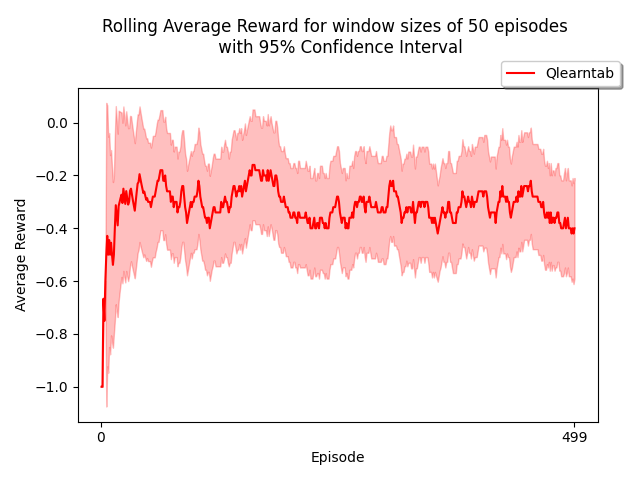 Rolling Average Reward for window sizes of 50 episodes
with 95% Confidence Interval
Qlearntab
Average Reward
0.0
−0.2
−0.4
−0.6
−0.8
−1.0
0
499
Episode